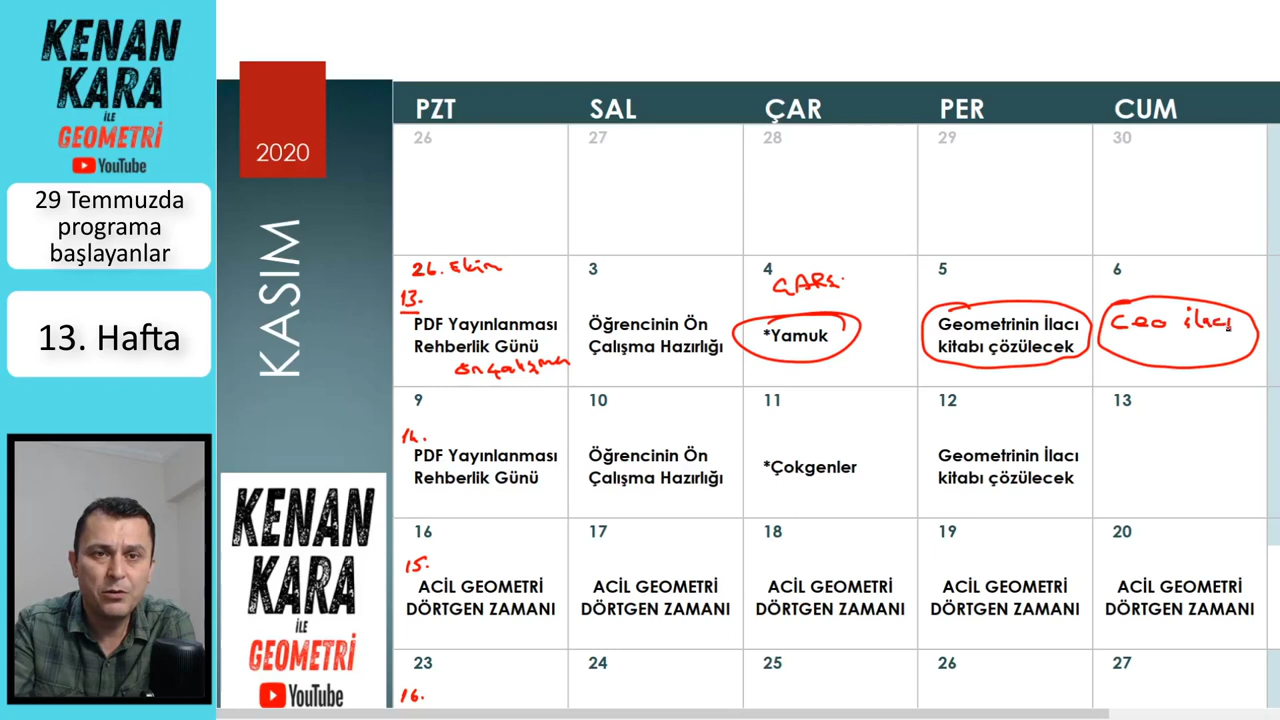 KENAN
KARA
İLE
GEOMETRİ
YouTube
29 Temmuzda
programa
başlayanlar
13. Hafta
2020
KASIM
KENAN
KARA
İLE
GEOMETRİ
YouTube
PZT SAL ÇAR PER CUM
26 27 28 29 30
26. Ekim 3 4 5 6
13. ÇARŞ.
PDF Yayınlanması
Rehberlik Günü
ön çalışma
Öğrencinin Ön
Çalışma Hazırlığı
*Yamuk
Geometrinin İlacı
kitabı çözülecek
Geo ilacı
9 10 11 12 13
14.
PDF Yayınlanması
Rehberlik Günü
Öğrencinin Ön
Çalışma Hazırlığı
*Çokgenler
Geometrinin İlacı
kitabı çözülecek
16 17 18 19 20
15.
ACİL GEOMETRİ
DÖRTGEN ZAMANI
ACİL GEOMETRİ
DÖRTGEN ZAMANI
ACİL GEOMETRİ
DÖRTGEN ZAMANI
ACİL GEOMETRİ
DÖRTGEN ZAMANI
ACİL GEOMETRİ
DÖRTGEN ZAMANI
23 24 25 26 27
16.